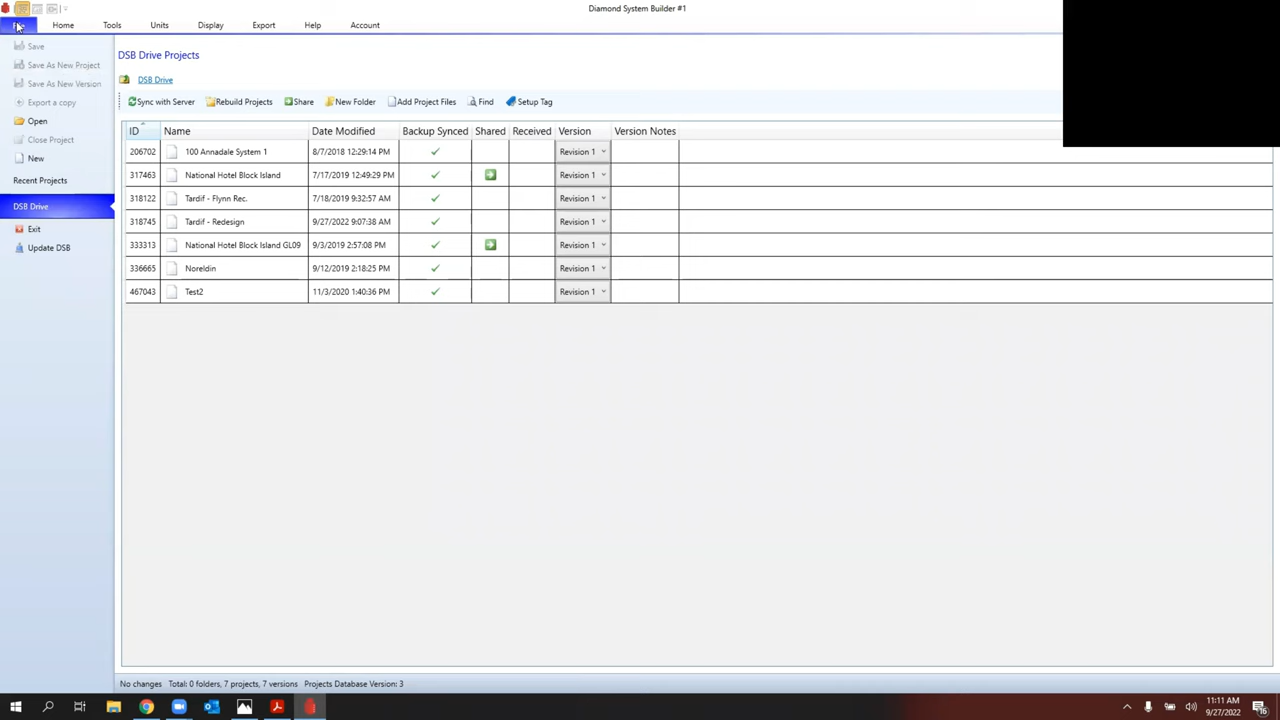 Diamond System Builder #1
Home Tools Units Display Export Help Account
Save
Save As New Project
Save As New Version
Export a copy
Open
Close Project
New
Recent Projects
DSB Drive
Exit
Update DSB
DSB Drive Projects
DSB Drive
Sync with Server Rebuild Projects Share New Folder Add Project Files Find Setup Tag
ID Name Date Modified Backup Synced Shared Received Version Version Notes
206702 100 Annadale System 1 8/7/2018 12:29:14 PM Revision 1
317463 National Hotel Block Island 7/17/2019 12:49:29 PM Revision 1
318122 Tardif - Flynn Rec. 7/18/2019 9:32:57 AM Revision 1
318745 Tardif - Redesign 9/27/2022 9:07:38 AM Revision 1
333313 National Hotel Block Island GL09 9/3/2019 2:57:08 PM Revision 1
336665 Noreldin 9/12/2019 2:18:25 PM Revision 1
467043 Test2 11/3/2020 1:40:36 PM Revision 1
No changes Total: 0 folders, 7 projects, 7 versions Projects Database Version: 3
11:11 AM
9/27/2022
16